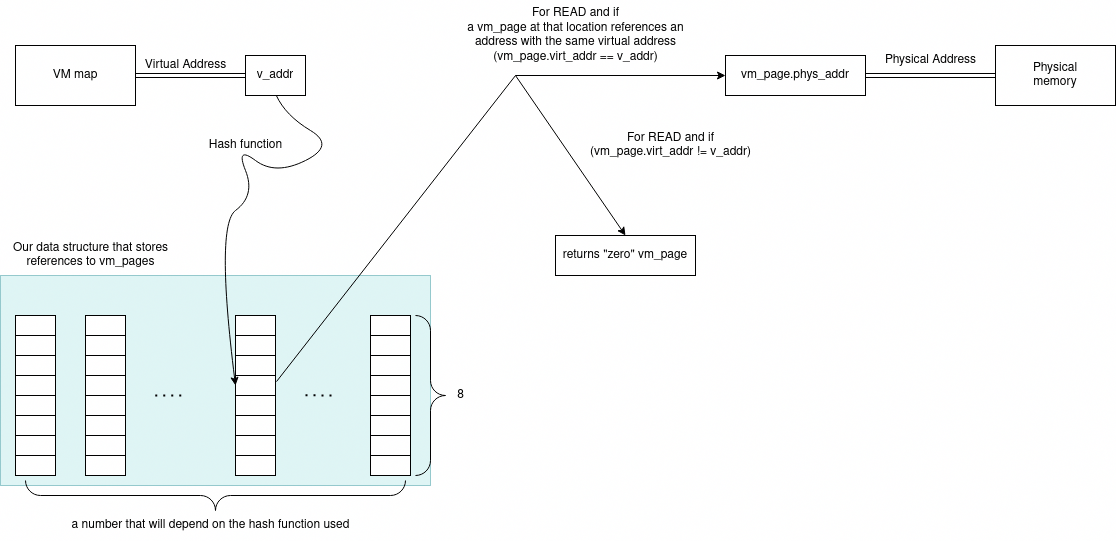 For READ and if
a vm_page at that location references an
address with the same virtual address
(vm_page.virt_addr == v_addr)
VM map
Virtual Address
v_addr
vm_page.phys_addr
Physical Address
Physical
memory
Hash function
For READ and if
(vm_page.virt_addr != v_addr)
Our data structure that stores
references to vm_pages
returns "zero" vm_page
. . . .
. . . .
8
a number that will depend on the hash function used